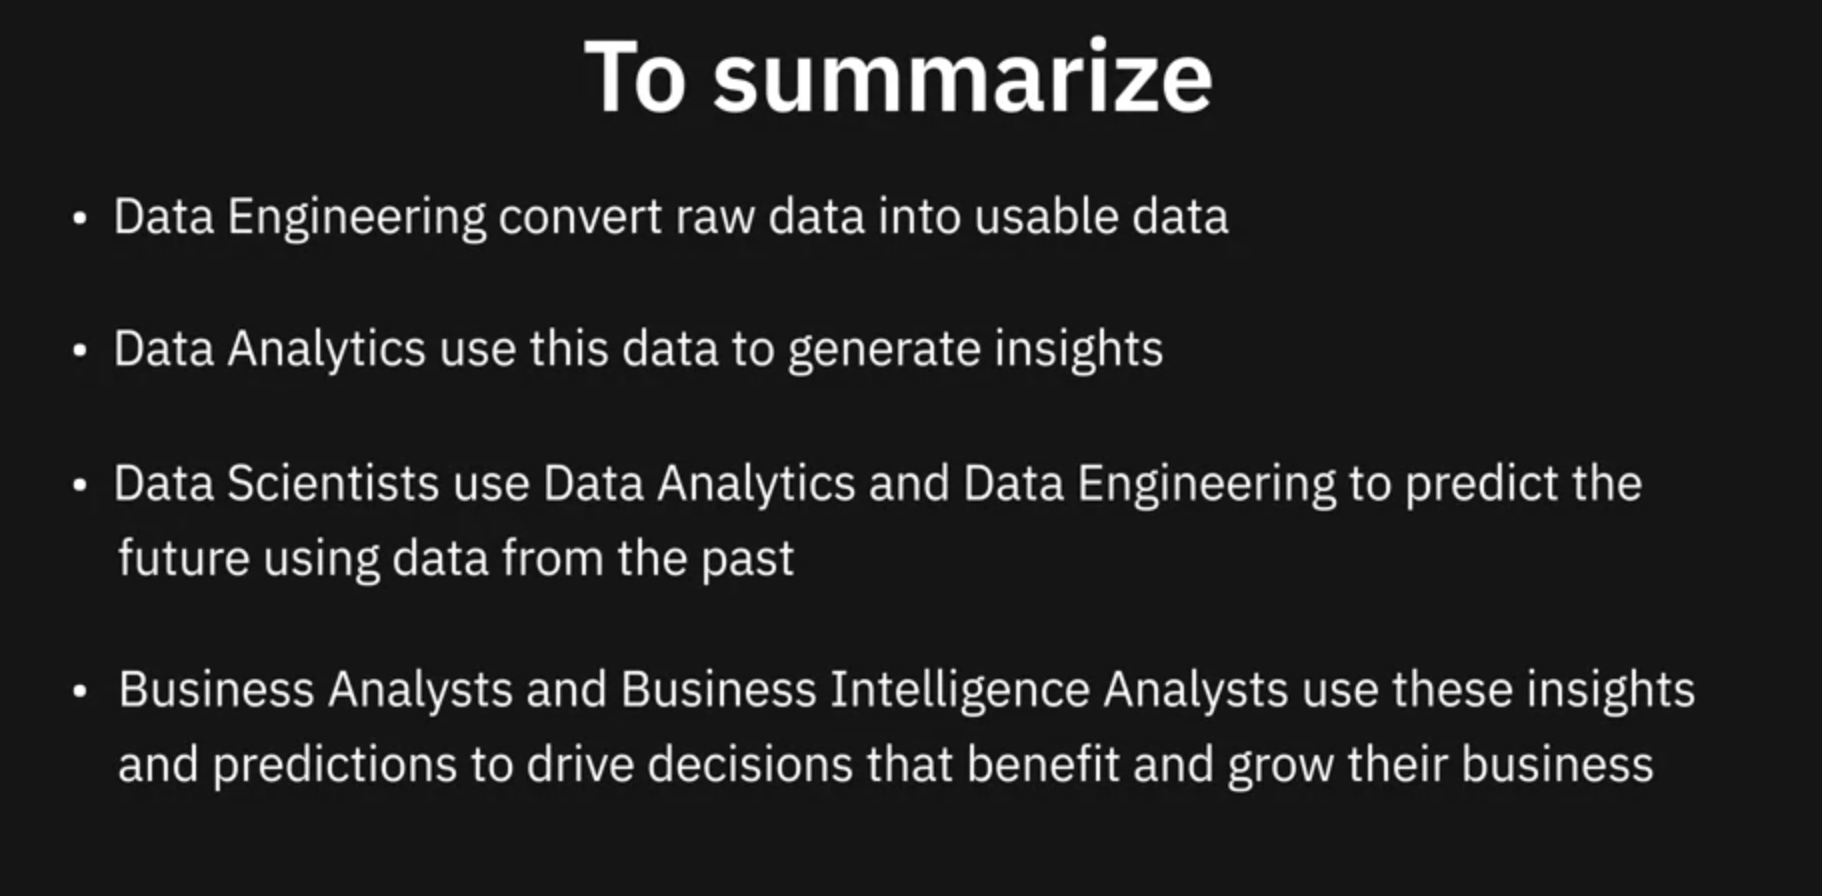 To summarize
• Data Engineering convert raw data into usable data
• Data Analytics use this data to generate insights
• Data Scientists use Data Analytics and Data Engineering to predict the
future using data from the past
• Business Analysts and Business Intelligence Analysts use these insights
and predictions to drive decisions that benefit and grow their business